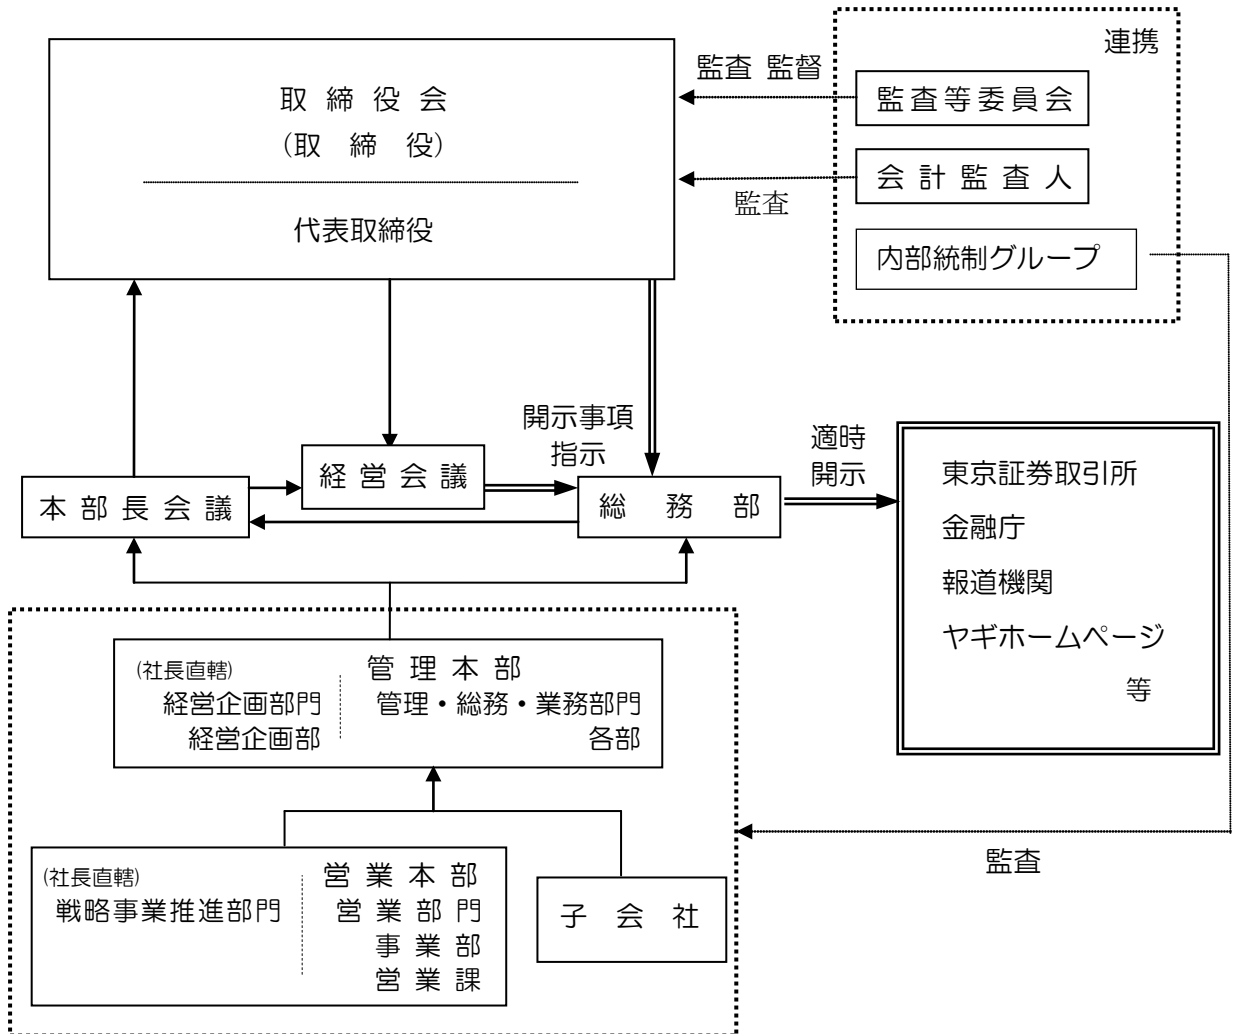 連携
取締役会
(取締役)
代表取締役
監査 監督
監査等委員会
会計監査人
監査
内部統制グループ
開示事項
指示
適時
開示
経営会議
本部長会議
総務部
東京証券取引所
金融庁
報道機関
ヤギホームページ
等
(社長直轄)
経営企画部門
経営企画部
管理本部
管理・総務・業務部門
各部
監査
(社長直轄)
戦略事業推進部門
営業本部
営業部門
事業部
営業課
子会社